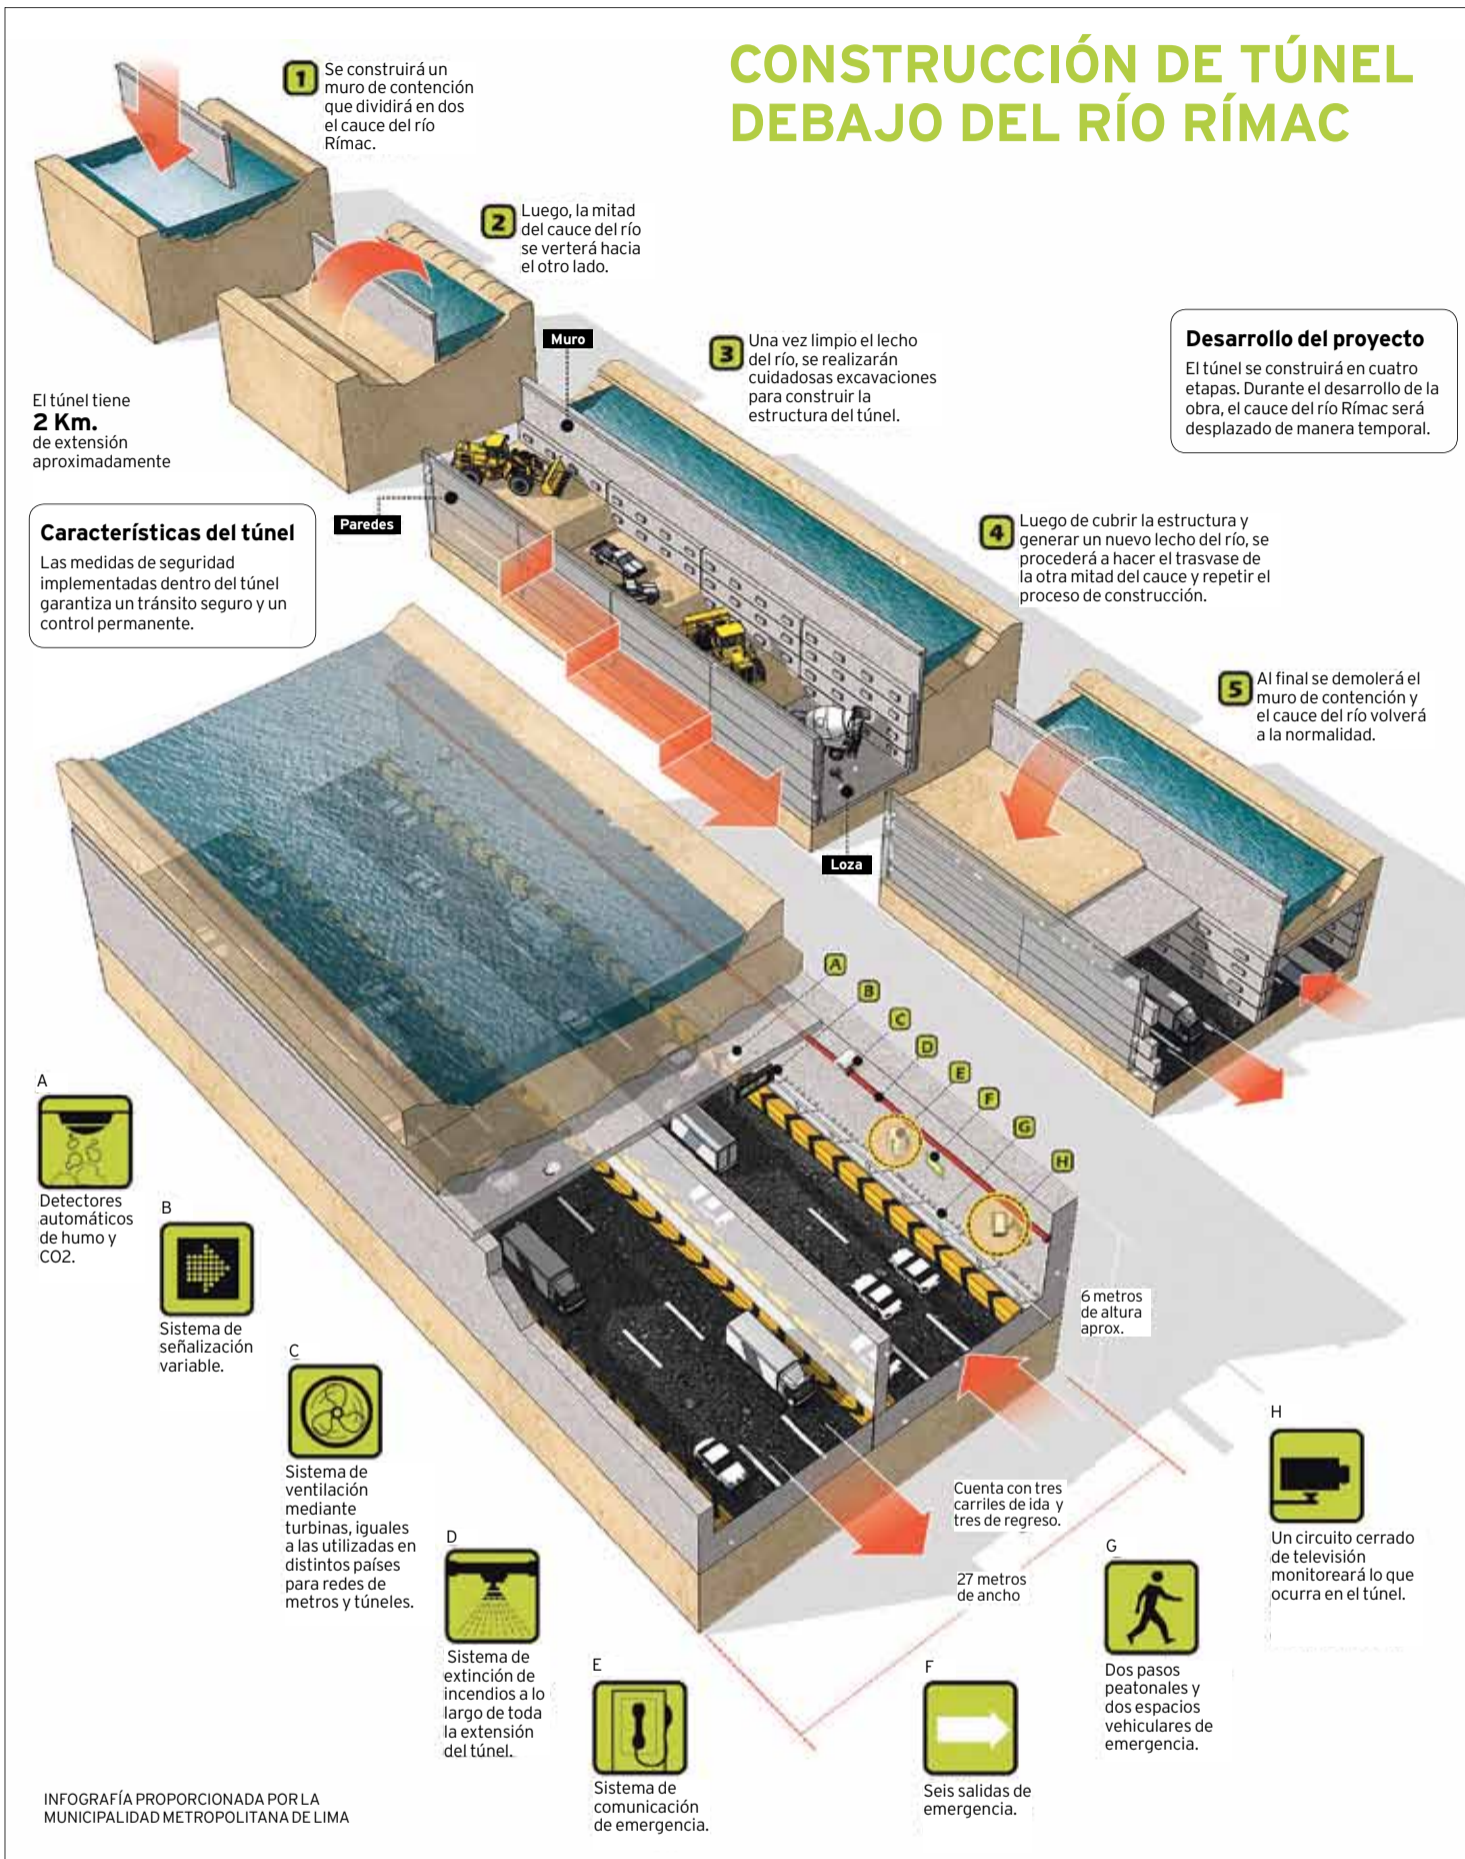 CONSTRUCCIÓN DE TÚNEL
DEBAJO DEL RÍO RÍMAC
1
Se construirá un
muro de contención
que dividirá en dos
el cauce del río
Rímac.
2
Luego, la mitad
del cauce del río
se verterá hacia
el otro lado.
Muro
3
Una vez limpio el lecho
del río, se realizarán
cuidadosas excavaciones
para construir la
estructura del túnel.
Desarrollo del proyecto
El túnel se construirá en cuatro
etapas. Durante el desarrollo de la
obra, el cauce del río Rímac será
desplazado de manera temporal.
El túnel tiene
2 Km.
de extensión
aproximadamente
Paredes
Características del túnel
Las medidas de seguridad
implementadas dentro del túnel
garantiza un tránsito seguro y un
control permanente.
4
Luego de cubrir la estructura y
generar un nuevo lecho del río, se
procederá a hacer el trasvase de
la otra mitad del cauce y repetir el
proceso de construcción.
5
Al final se demolerá el
muro de contención y
el cauce del río volverá
a la normalidad.
Loza
A
B
C
D
E
F
G
H
A
Detectores
automáticos
de humo y
CO2.
B
Sistema de
señalización
variable.
C
Sistema de
ventilación
mediante
turbinas, iguales
a las utilizadas en
distintos países
para redes de
metros y túneles.
D
Sistema de
extinción de
incendios a lo
largo de toda
la extensión
del túnel.
E
Sistema de
comunicación
de emergencia.
F
Seis salidas de
emergencia.
G
Dos pasos
peatonales y
dos espacios
vehiculares de
emergencia.
H
Un circuito cerrado
de televisión
monitoreará lo que
ocurra en el túnel.
6 metros
de altura
aprox.
Cuenta con tres
carriles de ida y
tres de regreso.
27 metros
de ancho
INFOGRAFÍA PROPORCIONADA POR LA
MUNICIPALIDAD METROPOLITANA DE LIMA